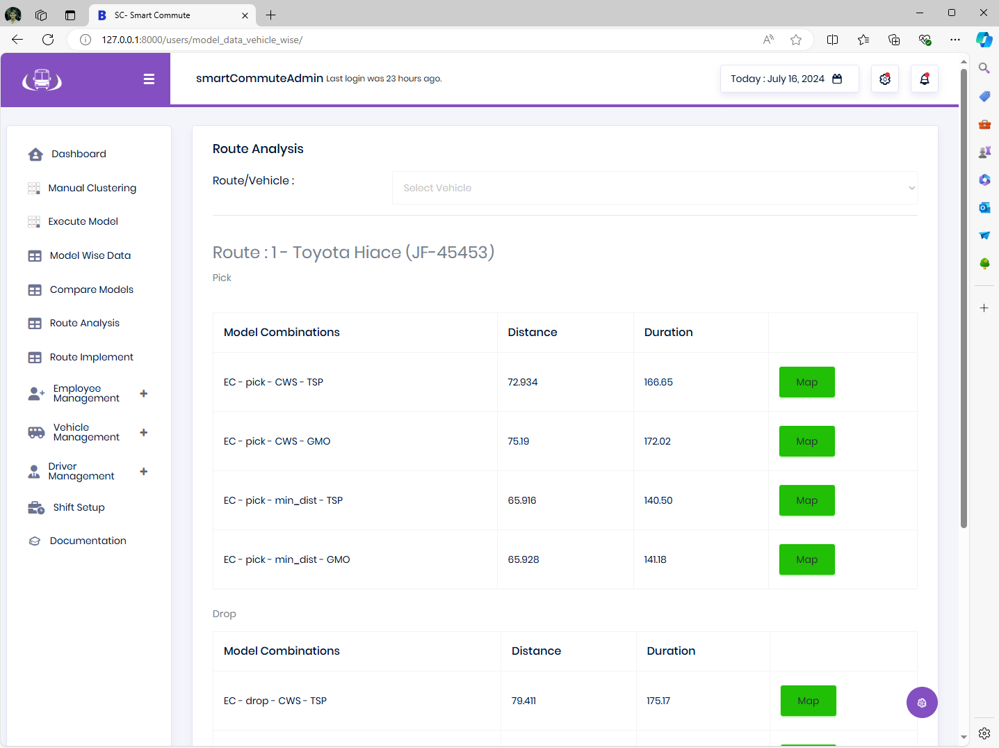 SC- Smart Commute
127.0.0.1:8000/users/model_data_vehicle_wise/
smartCommuteAdmin Last login was 23 hours ago.
Today : July 16, 2024
Dashboard
Manual Clustering
Execute Model
Model Wise Data
Compare Models
Route Analysis
Route Implement
Employee
Management
Vehicle
Management
Driver
Management
Shift Setup
Documentation
Route Analysis
Route/Vehicle :
Select Vehicle
Route : 1 - Toyota Hiace (JF-45453)
Pick
Model Combinations Distance Duration
EC - pick - CWS - TSP 72.934 166.65 Map
EC - pick - CWS - GMO 75.19 172.02 Map
EC - pick - min_dist - TSP 65.916 140.50 Map
EC - pick - min_dist - GMO 65.928 141.18 Map
Drop
Model Combinations Distance Duration
EC - drop - CWS - TSP 79.411 175.17 Map